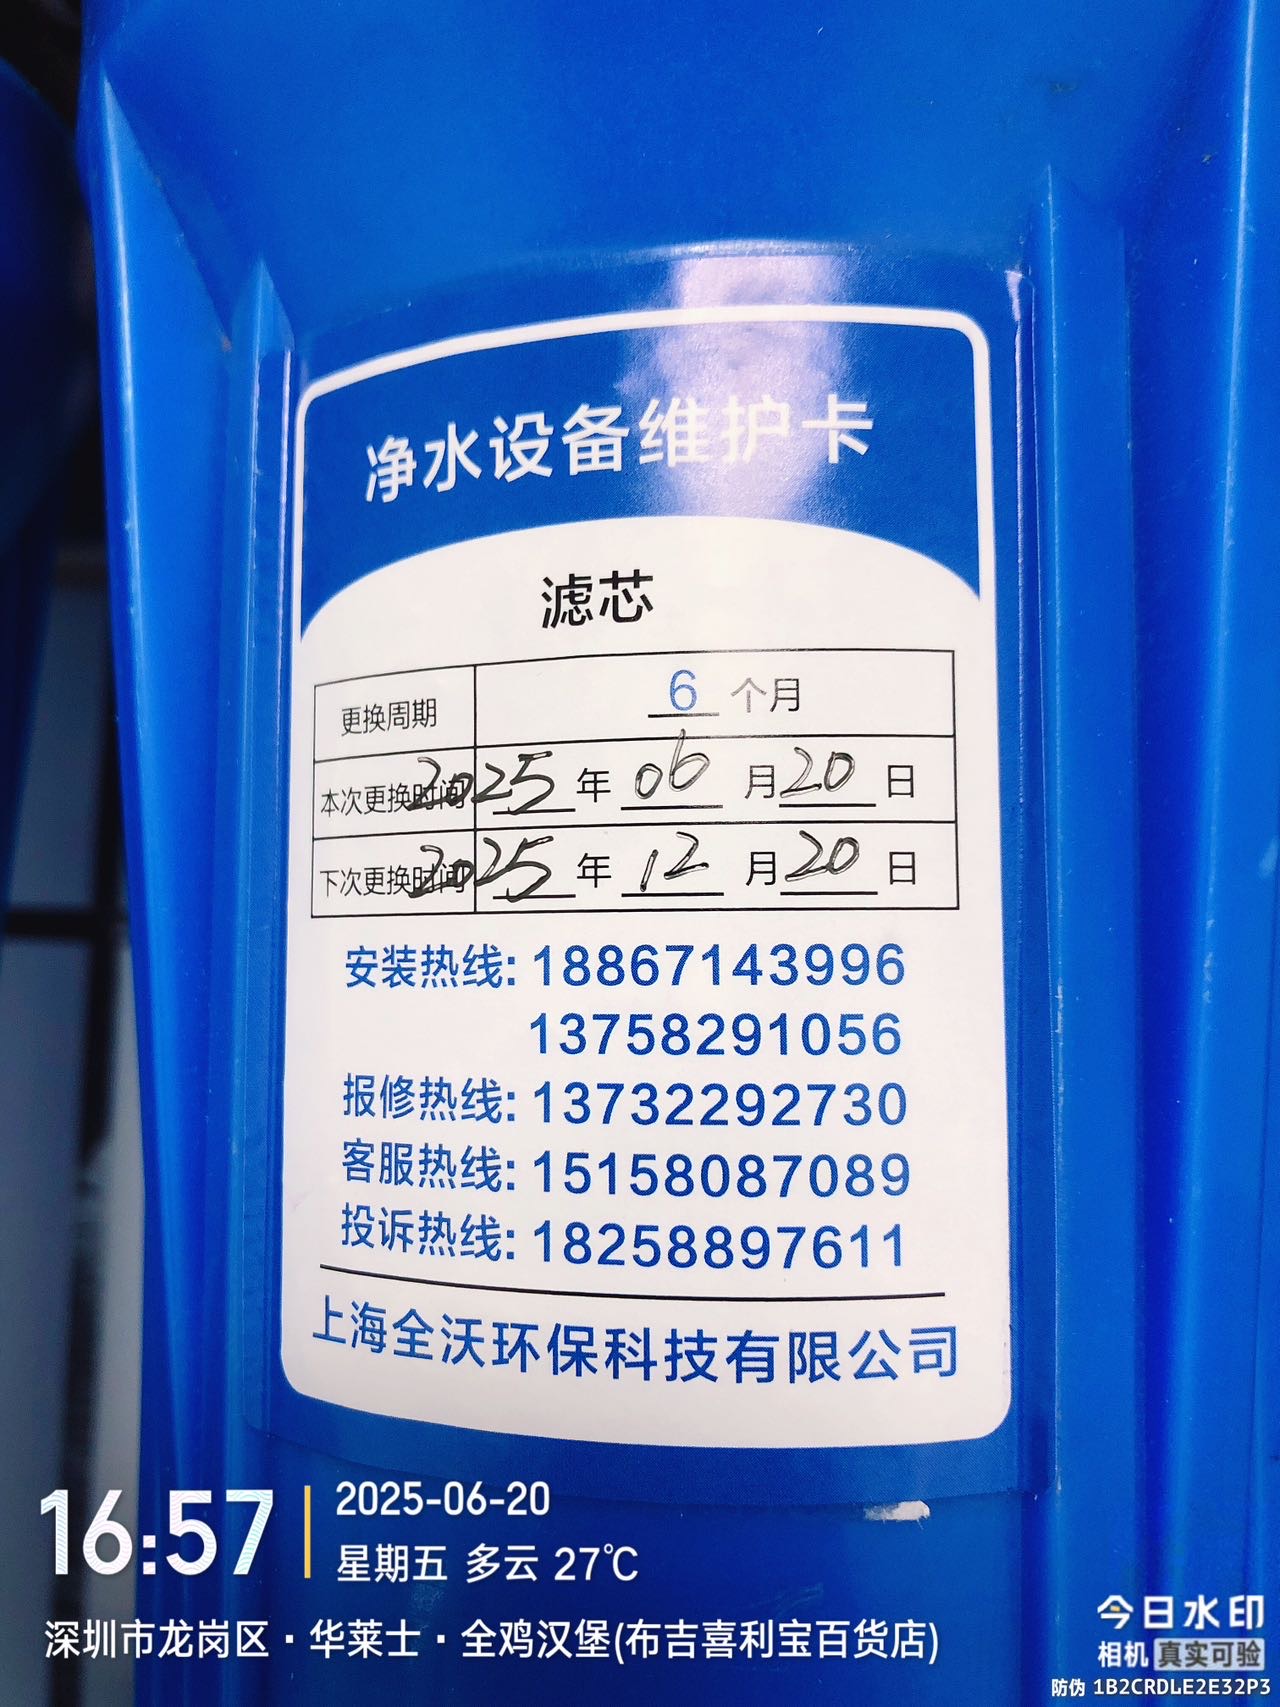 净水设备维护卡
滤芯
更换周期 6 个月
本次更换时间 2025 年 06 月 20 日
下次更换时间 2025 年 12 月 20 日
安装热线: 18867143996
13758291056
报修热线: 13732292730
客服热线: 15158087089
投诉热线: 18258897611
上海全沃环保科技有限公司
16:57
2025-06-20
星期五 多云 27℃
深圳市龙岗区·华莱士·全鸡汉堡(布吉喜利宝百货店)
今日水印
相机 真实可验
防伪 1B2CRDLE2E32P3